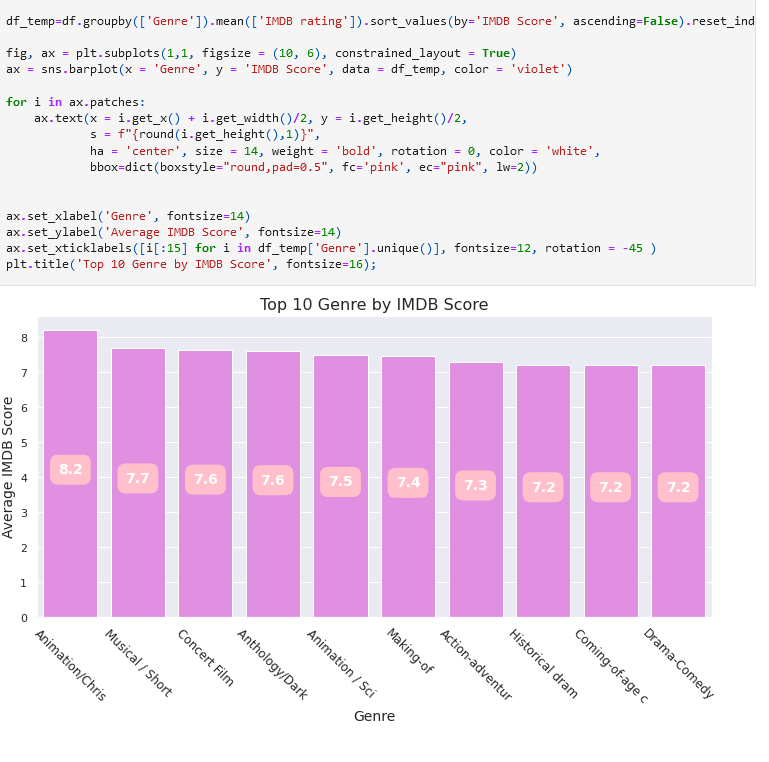 df_temp=df.groupby(['Genre']).mean(['IMDB rating']).sort_values(by='IMDB Score', ascending=False).reset_ind
fig, ax = plt.subplots(1,1, figsize = (10, 6), constrained_layout = True)
ax = sns.barplot(x = 'Genre', y = 'IMDB Score', data = df_temp, color = 'violet')
for i in ax.patches:
    ax.text(x = i.get_x() + i.get_width()/2, y = i.get_height()/2,
            s = f"{round(i.get_height(),1)}",
            ha = 'center', size = 14, weight = 'bold', rotation = 0, color = 'white',
            bbox=dict(boxstyle="round,pad=0.5", fc='pink', ec="pink", lw=2))
ax.set_xlabel('Genre', fontsize=14)
ax.set_ylabel('Average IMDB Score', fontsize=14)
ax.set_xticklabels([i[:15] for i in df_temp['Genre'].unique()], fontsize=12, rotation = -45 )
plt.title('Top 10 Genre by IMDB Score', fontsize=16);
Top 10 Genre by IMDB Score
Average IMDB Score
8
7
6
5
4
3
2
1
0
8.2 7.7 7.6 7.6 7.5 7.4 7.3 7.2 7.2 7.2
Animation/Chris
Musical / Short
Concert Film
Anthology/Dark
Animation / Sci
Making-of
Action-adventur
Historical dram
Coming-of-age c
Drama-Comedy
Genre